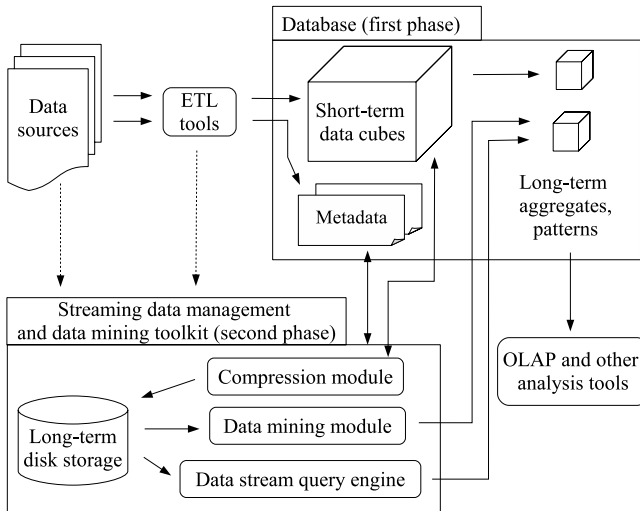 Database (first phase)
Data
sources
ETL
tools
Short-term
data cubes
Metadata
Long-term
aggregates,
patterns
Streaming data management
and data mining toolkit (second phase)
OLAP and other
analysis tools
Compression module
Long-term
disk storage
Data mining module
Data stream query engine